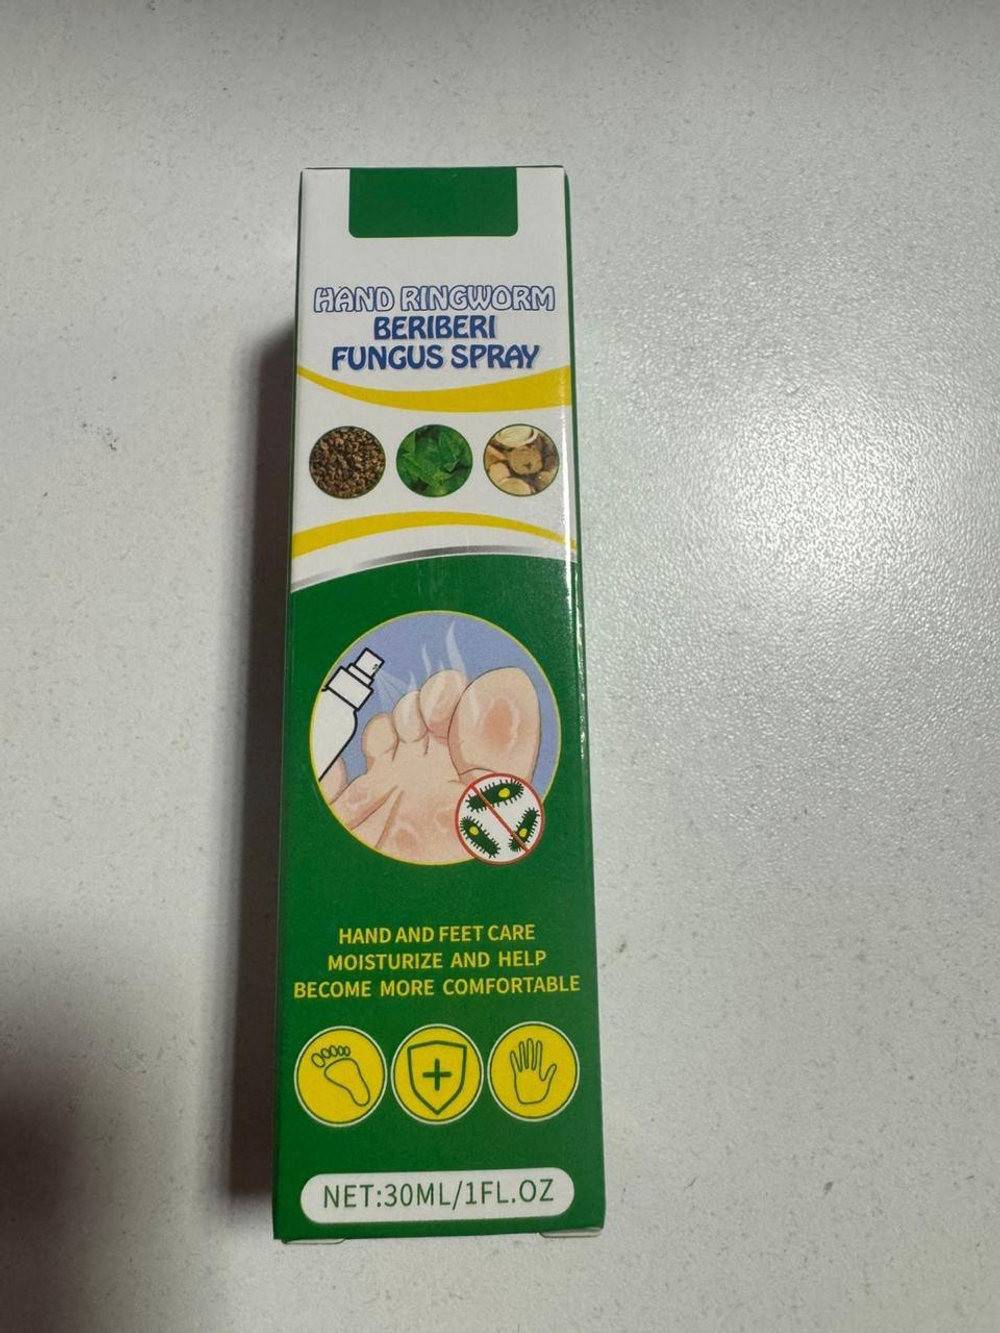 HAND RINGWORM
BERIBERI
FUNGUS SPRAY
HAND AND FEET CARE
MOISTURIZE AND HELP
BECOME MORE COMFORTABLE
NET:30ML/1FL.OZ